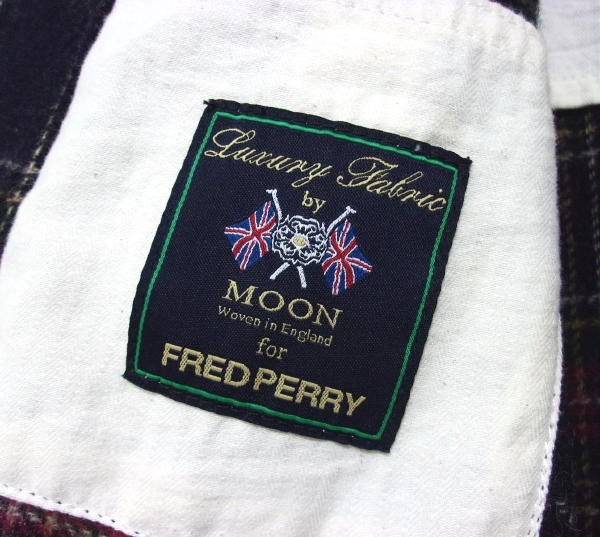 Luxury Fabric
by
MOON
Woven in England
for
FRED PERRY